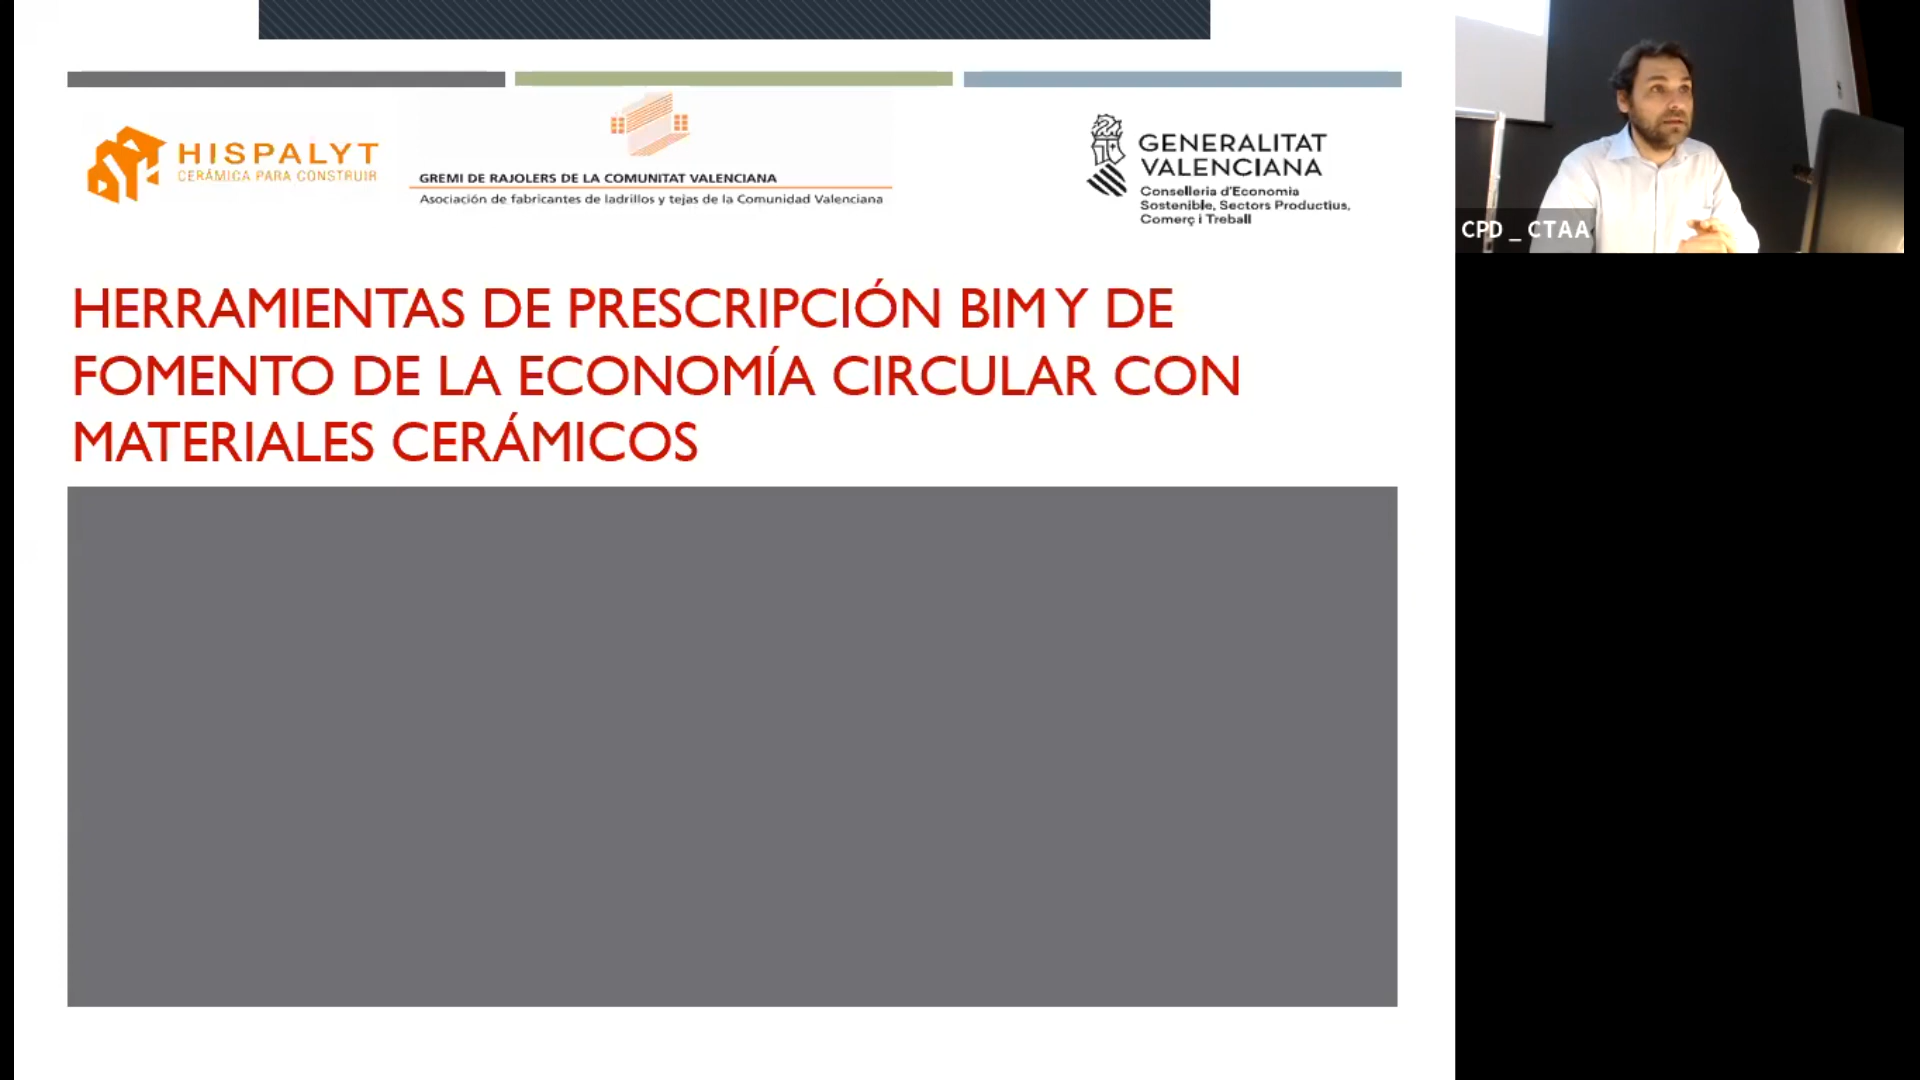 HISPALYT
CERÁMICA PARA CONSTRUIR
GREMI DE RAJOLERS DE LA COMUNITAT VALENCIANA
Asociación de fabricantes de ladrillos y tejas de la Comunidad Valenciana
GENERALITAT
VALENCIANA
Conselleria d'Economia
Sostenible, Sectors Productius,
Comerç i Treball
HERRAMIENTAS DE PRESCRIPCIÓN BIM Y DE
FOMENTO DE LA ECONOMÍA CIRCULAR CON
MATERIALES CERÁMICOS
CPD _ CTAA